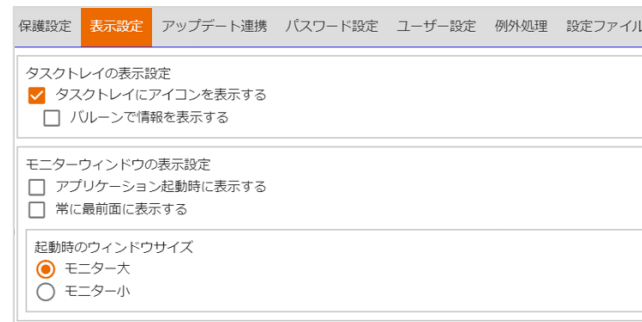 保護設定 表示設定 アップデート連携 パスワード設定 ユーザー設定 例外処理 設定ファイル
タスクトレイの表示設定
タスクトレイにアイコンを表示する
バルーンで情報を表示する
モニターウィンドウの表示設定
アプリケーション起動時に表示する
常に最前面に表示する
起動時のウィンドウサイズ
モニター大
モニター小